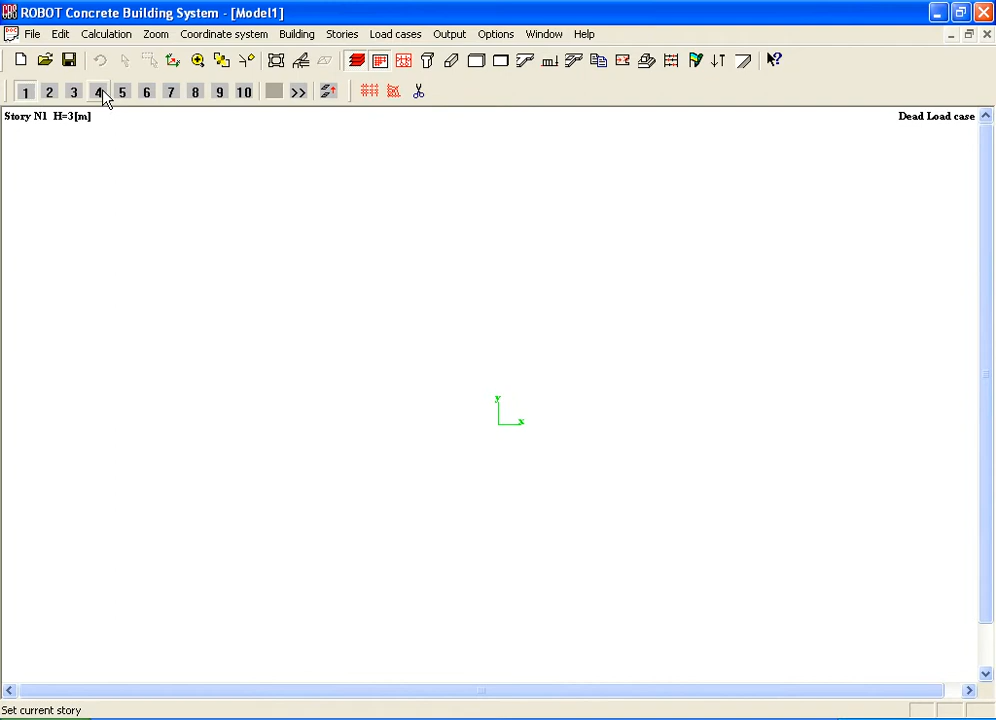 ROBOT Concrete Building System - [Model1]
File Edit Calculation Zoom Coordinate system Building Stories Load cases Output Options Window Help
1 2 3 4 5 6 7 8 9 10 >>
Story N1 H=3[m] Dead Load case
y
x
Set current story